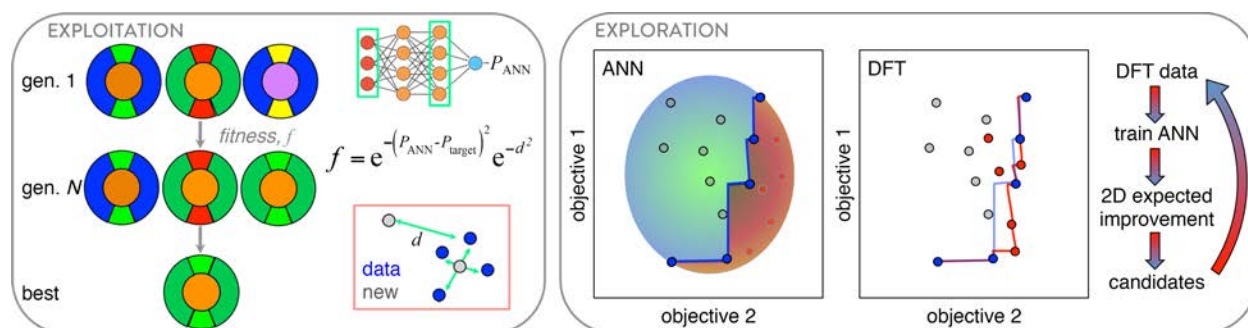 EXPLOITATION
gen. 1
fitness, f
gen. N
best
P_ANN
f = e^-(P_ANN - P_target)^2 e^-d^2
d
data
new
EXPLORATION
ANN
objective 1
objective 2
DFT
objective 1
objective 2
DFT data
train ANN
2D expected
improvement
candidates